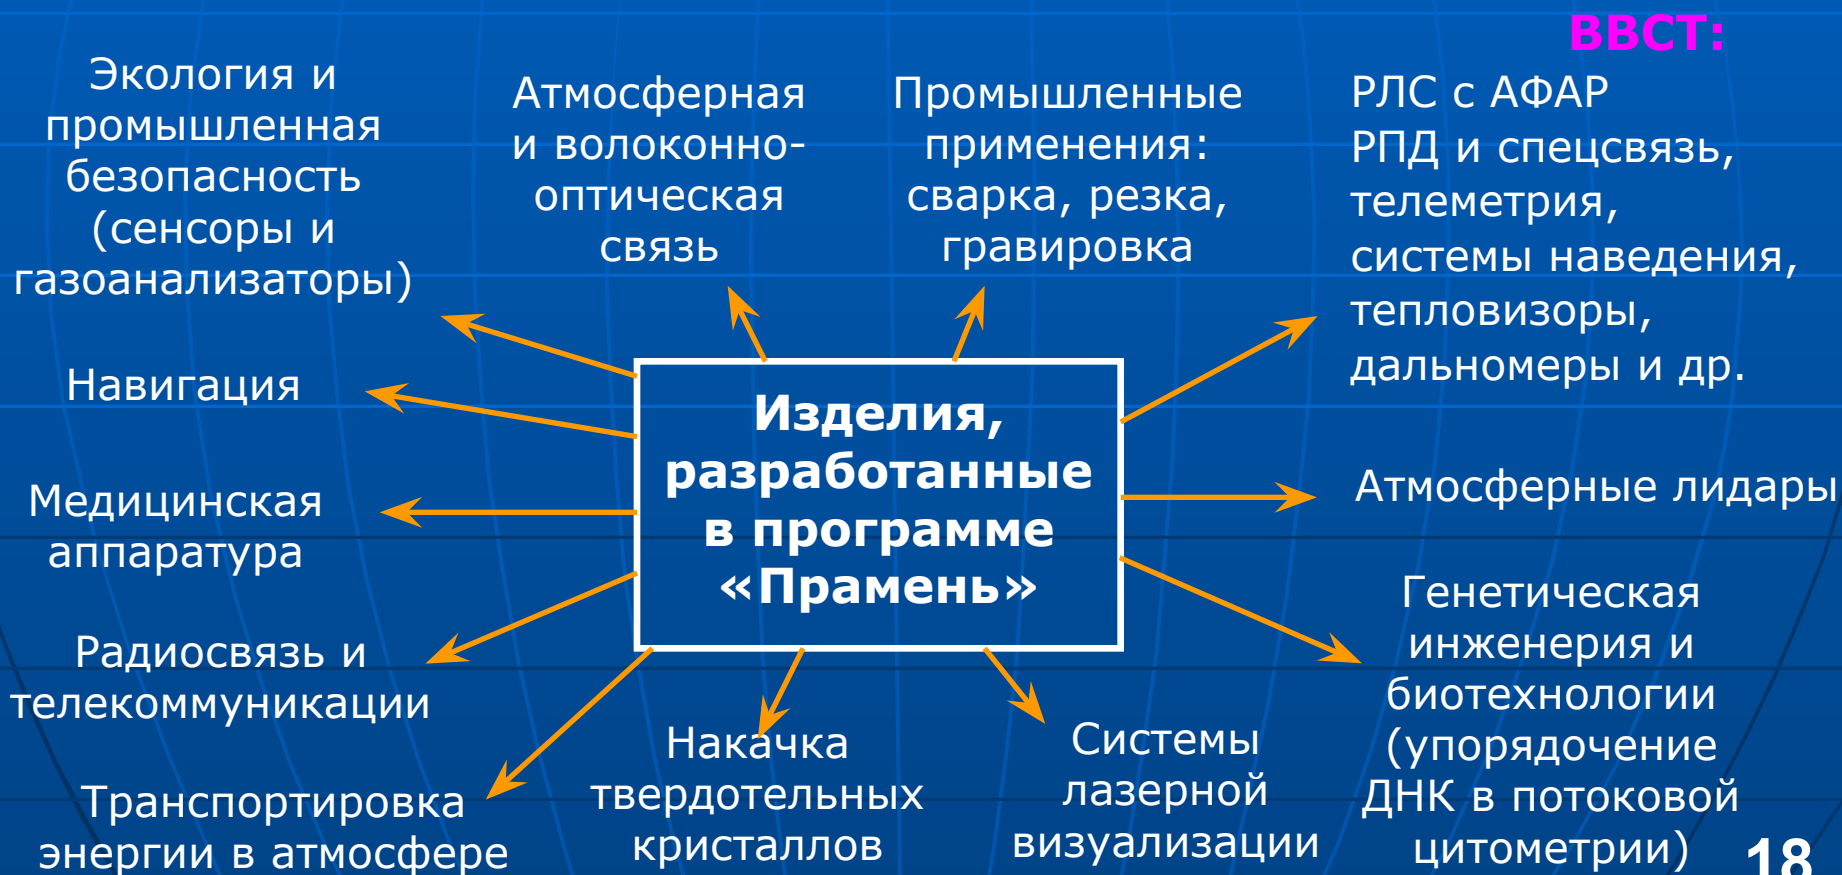 ВВСТ:
Экология и
промышленная
безопасность
(сенсоры и
газоанализаторы)
Атмосферная
и волоконно-
оптическая
связь
Промышленные
применения:
сварка, резка,
гравировка
РЛС с АФАР
РПД и спецсвязь,
телеметрия,
системы наведения,
тепловизоры,
дальномеры и др.
Навигация
Изделия,
разработанные
в программе
«Прамень»
Медицинская
аппаратура
Атмосферные лидары
Радиосвязь и
телекоммуникации
Генетическая
инженерия и
биотехнологии
(упорядочение
ДНК в потоковой
цитометрии)
Транспортировка
энергии в атмосфере
Накачка
твердотельных
кристаллов
Системы
лазерной
визуализации
18